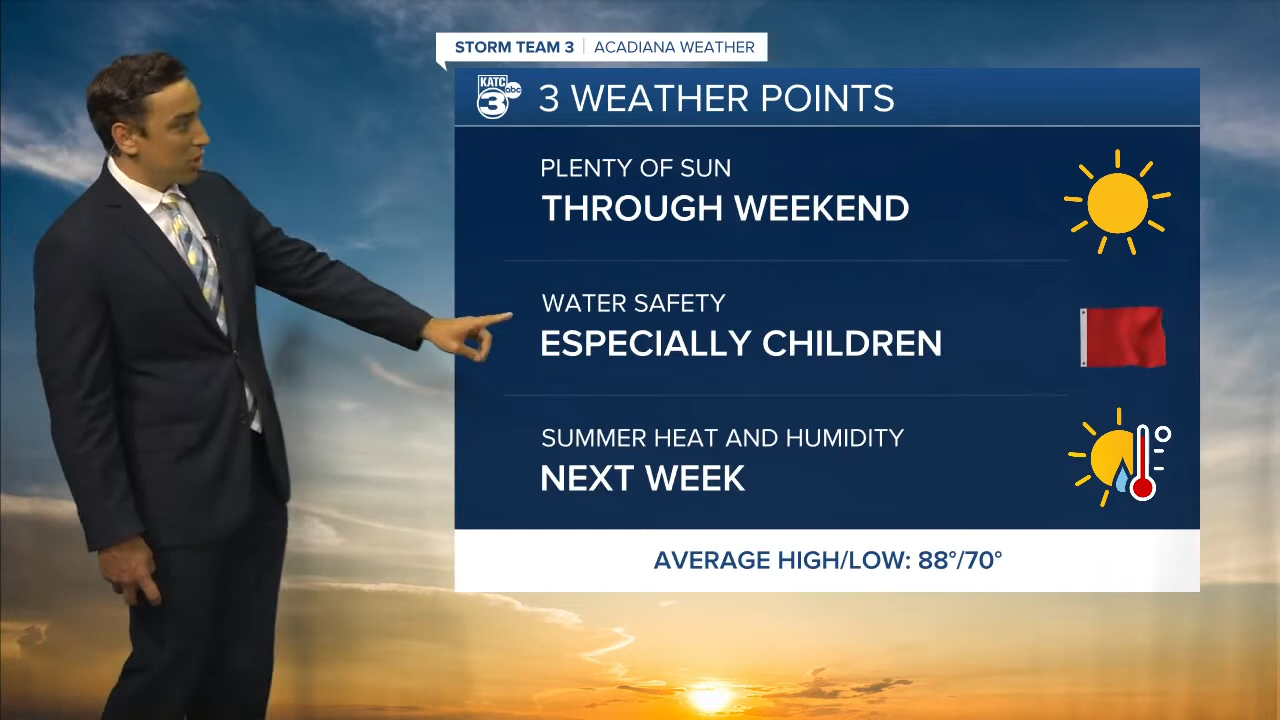 STORM TEAM 3 | ACADIANA WEATHER
KATC
3
abc
3 WEATHER POINTS
PLENTY OF SUN
THROUGH WEEKEND
WATER SAFETY
ESPECIALLY CHILDREN
SUMMER HEAT AND HUMIDITY
NEXT WEEK
AVERAGE HIGH/LOW: 88°/70°